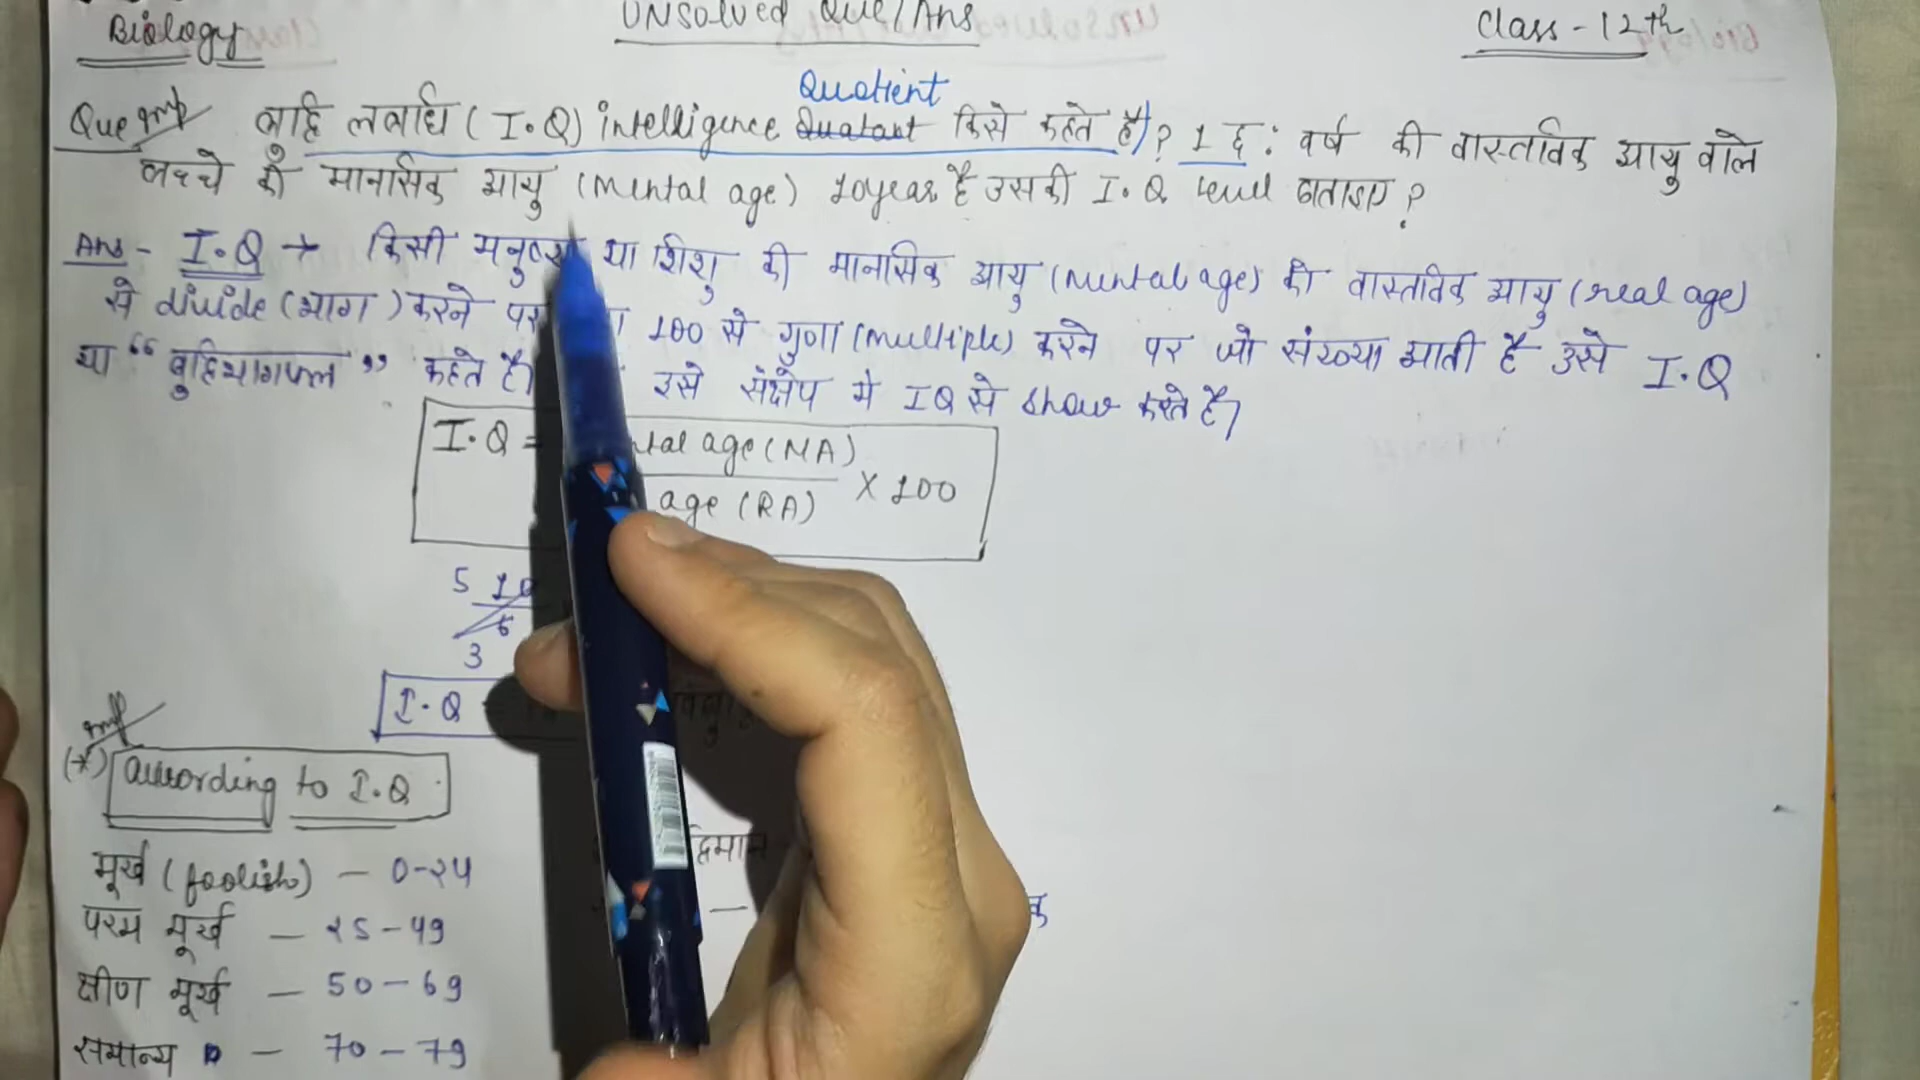 Biology
UNSolved Que/Ans
Class - 12th
Quotient
Que imp बुद्धि लब्धि (I.Q) intelligence किसे कहते है? 1 छ: वर्ष की वास्तविक आयु वाले
बच्चे की मानसिक आयु (mental age) 10year है उसकी I.Q level बताइए?
Ans - I.Q → किसी मनुष्य या शिशु की मानसिक आयु (mental age) की वास्तविक आयु (real age)
से divide (भाग) करने पर 100 से गुणा (multiple) करने पर जो संख्या आती है उसे I.Q
या “बुद्धिभागफल” कहते है। इसे संक्षेप मे IQ से show करते है।
I.Q = ntal age (MA)
age (RA) X 100
5 10
6
3
I.Q =
imp
(*) according to I.Q
मूर्ख (foolish) - 0-24
परम मूर्ख - 25-49
क्षीण मूर्ख - 50-69
समान्य - 70-79